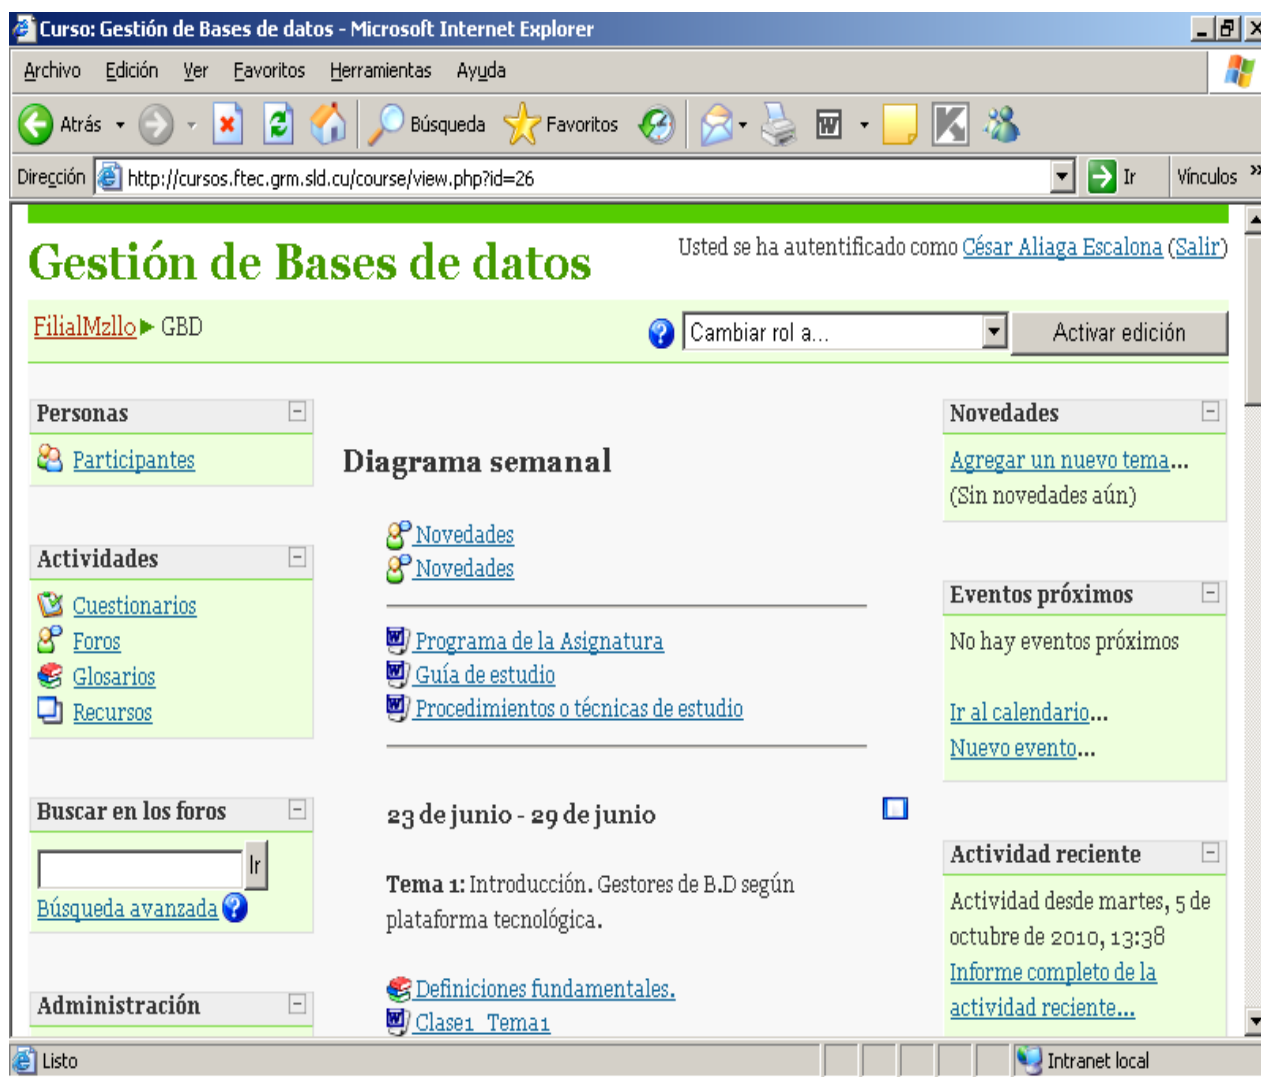 Curso: Gestión de Bases de datos - Microsoft Internet Explorer
Archivo Edición Ver Favoritos Herramientas Ayuda
Atrás Búsqueda Favoritos
Dirección http://cursos.ftec.grm.sld.cu/course/view.php?id=26 Ir Vínculos »
Gestión de Bases de datos
Usted se ha autentificado como César Aliaga Escalona (Salir)
FilialMzllo ► GBD
Cambiar rol a... Activar edición
Personas
Participantes
Actividades
Cuestionarios
Foros
Glosarios
Recursos
Buscar en los foros
Ir
Búsqueda avanzada
Administración
Diagrama semanal
Novedades
Novedades
Programa de la Asignatura
Guía de estudio
Procedimientos o técnicas de estudio
23 de junio - 29 de junio
Tema 1: Introducción. Gestores de B.D según
plataforma tecnológica.
Definiciones fundamentales.
Clase1_Tema1
Novedades
Agregar un nuevo tema...
(Sin novedades aún)
Eventos próximos
No hay eventos próximos
Ir al calendario...
Nuevo evento...
Actividad reciente
Actividad desde martes, 5 de
octubre de 2010, 13:38
Informe completo de la
actividad reciente...
Listo
Intranet local